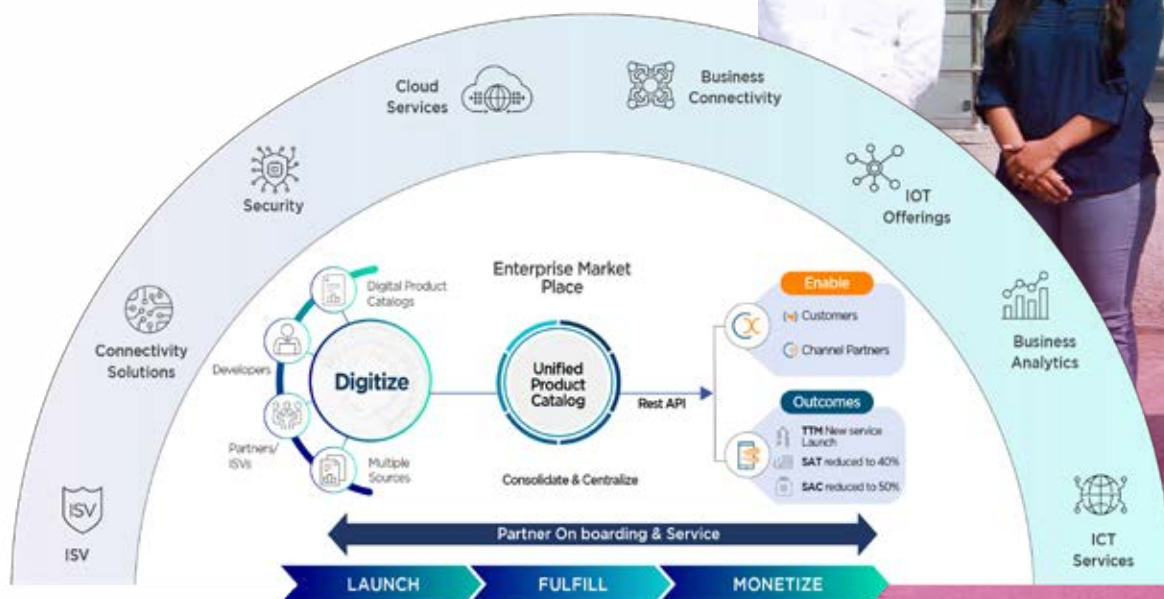 Cloud
Services
Business
Connectivity
Security
IOT
Offerings
Connectivity
Solutions
Business
Analytics
ISV
ISV
ICT
Services
Digital Product
Catalogs
Developers
Digitize
Partners/
ISVs
Multiple
Sources
Enterprise Market
Place
Unified
Product
Catalog
Consolidate & Centralize
Rest API
Enable
Customers
Channel Partners
Outcomes
TTM New service
Launch
SAT reduced to 40%
SAC reduced to 50%
Partner On boarding & Service
LAUNCH
FULFILL
MONETIZE